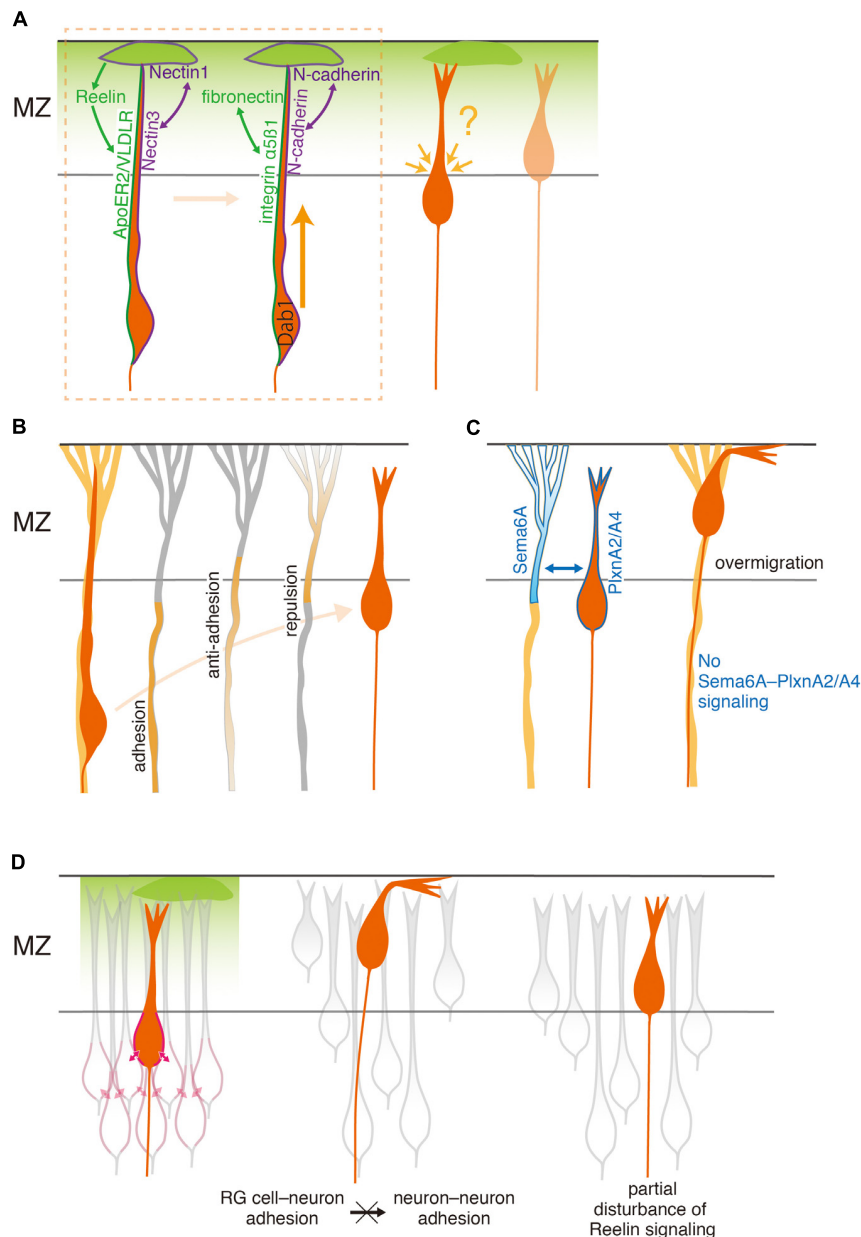 A
MZ
Nectin1
Reelin
ApoER2/VLDLR
Nectin3
N-cadherin
fibronectin
integrin α5ß1
N-cadherin
Dab1
?
B
MZ
adhesion
anti-adhesion
repulsion
C
Sema6A
PlxnA2/A4
overmigration
No
Sema6A–PlxnA2/A4
signaling
D
MZ
RG cell–neuron
adhesion
neuron–neuron
adhesion
partial
disturbance of
Reelin signaling